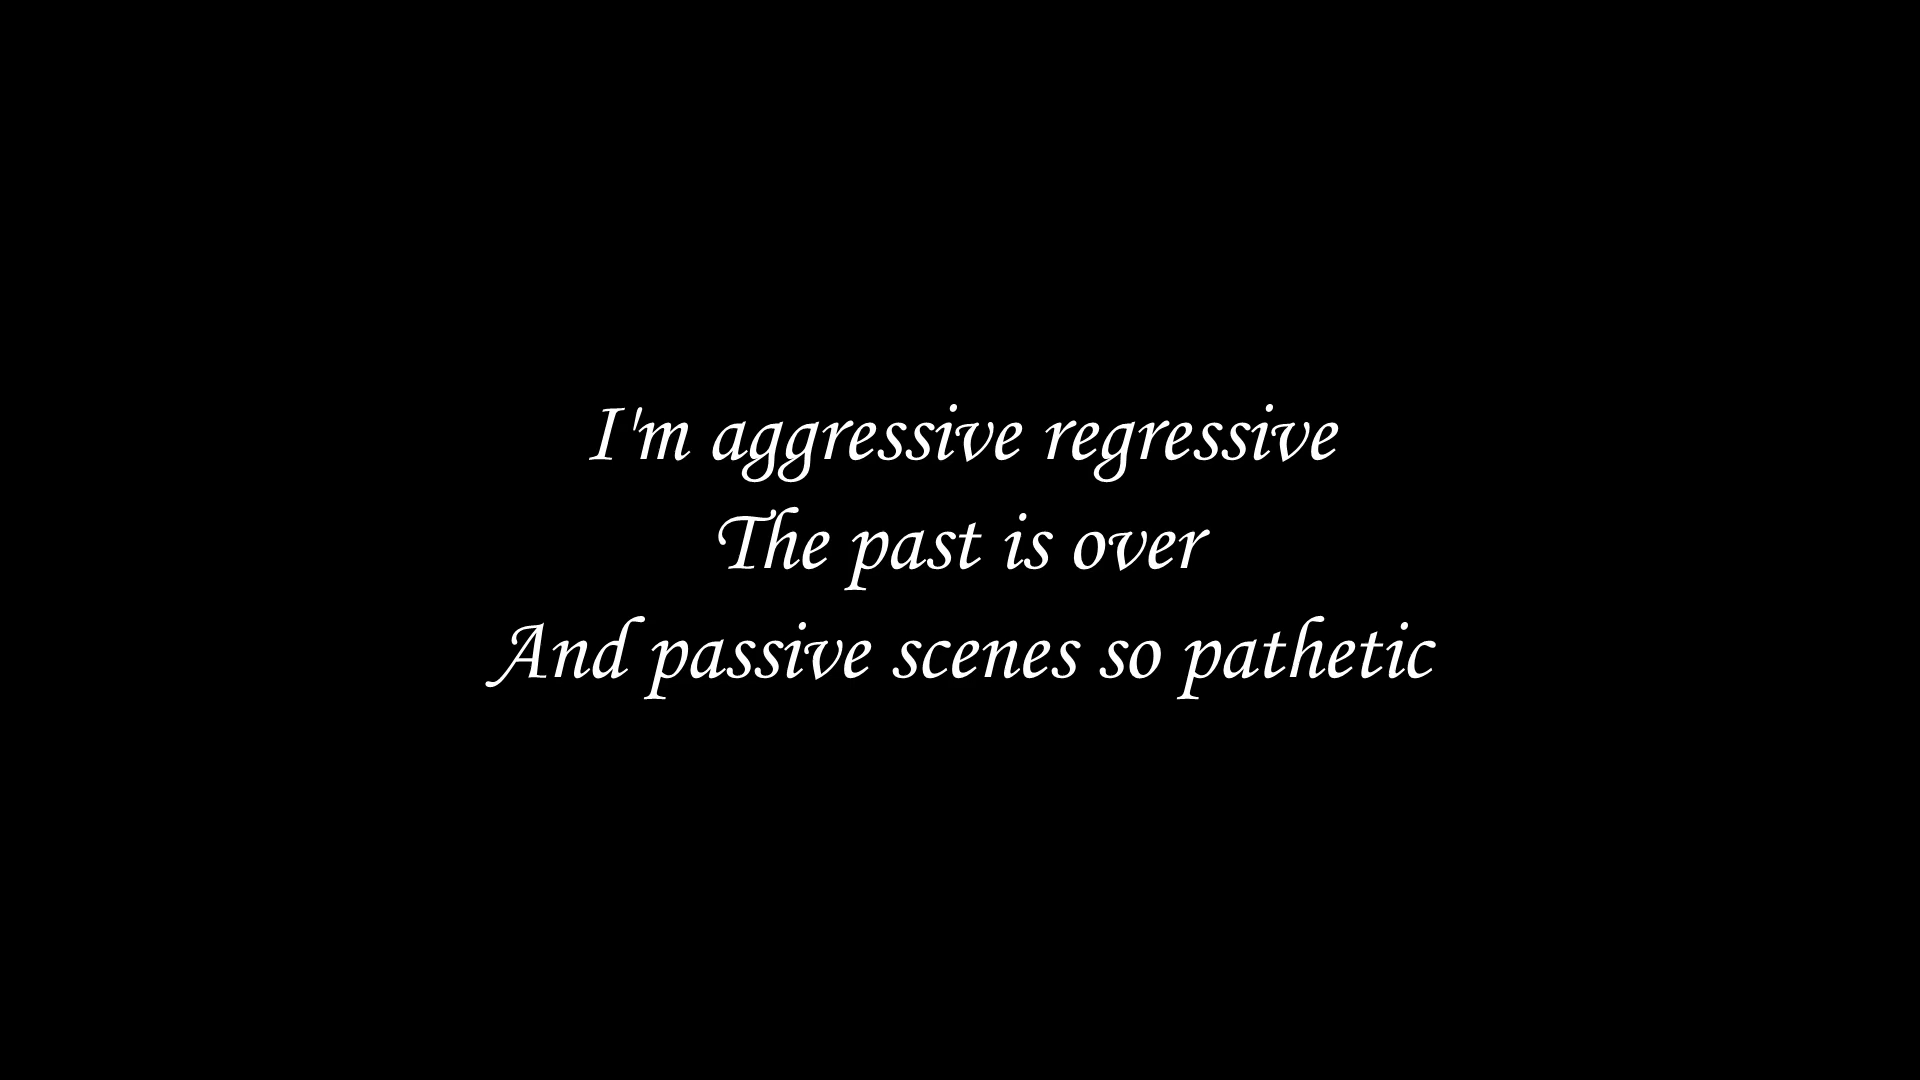 I'm aggressive regressive
The past is over
And passive scenes so pathetic